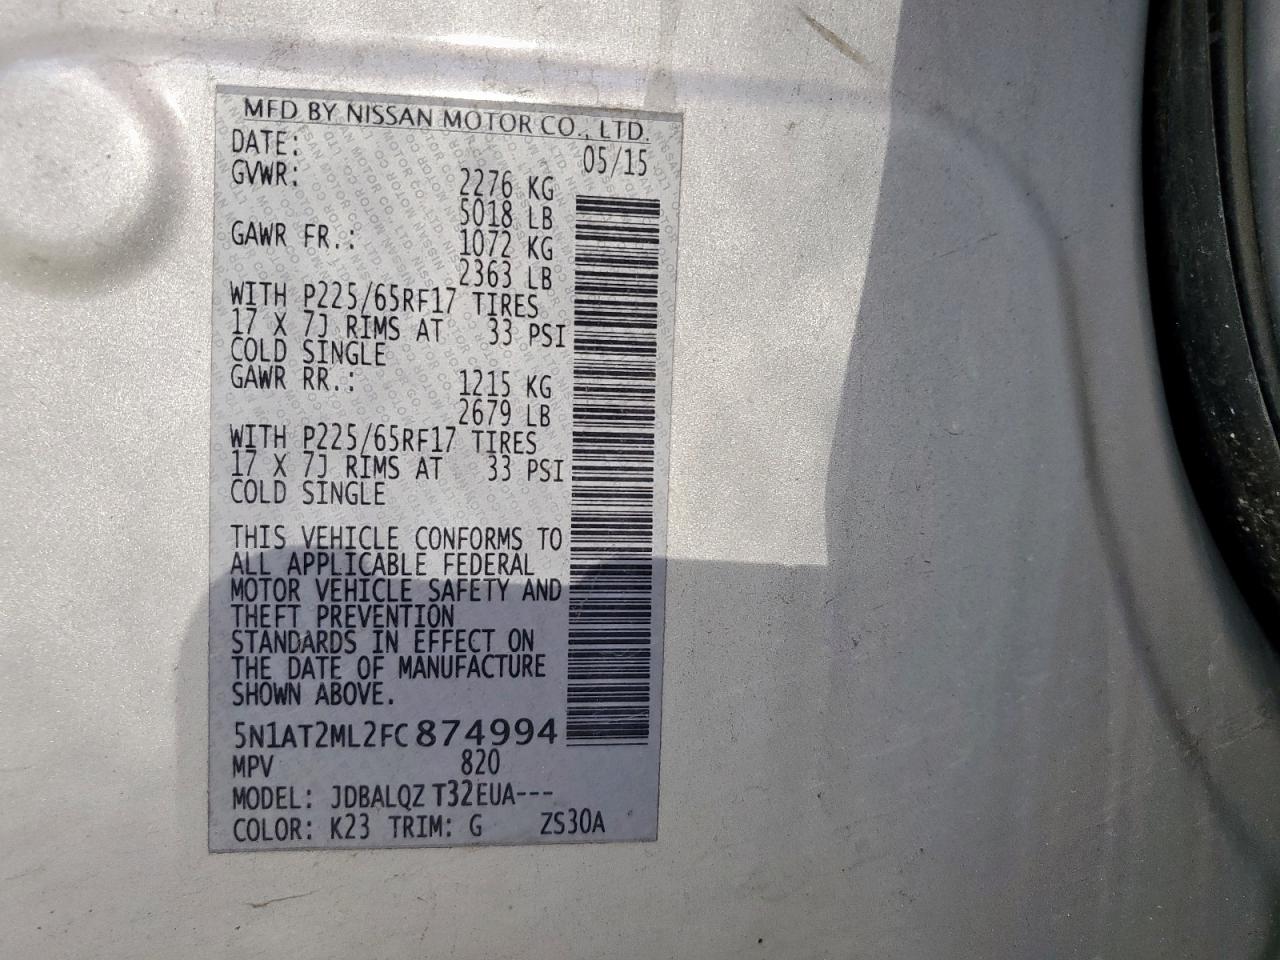 MFD BY NISSAN MOTOR CO., LTD.
DATE: 05/15
GVWR: 2276 KG
5018 LB
GAWR FR.: 1072 KG
2363 LB
WITH P225/65RF17 TIRES
17 X 7J RIMS AT 33 PSI
COLD SINGLE
GAWR RR.: 1215 KG
2679 LB
WITH P225/65RF17 TIRES
17 X 7J RIMS AT 33 PSI
COLD SINGLE
THIS VEHICLE CONFORMS TO
ALL APPLICABLE FEDERAL
MOTOR VEHICLE SAFETY AND
THEFT PREVENTION
STANDARDS IN EFFECT ON
THE DATE OF MANUFACTURE
SHOWN ABOVE.
5N1AT2ML2FC874994
MPV 820
MODEL: JDBALQZ T32EUA---
COLOR: K23 TRIM: G ZS30A